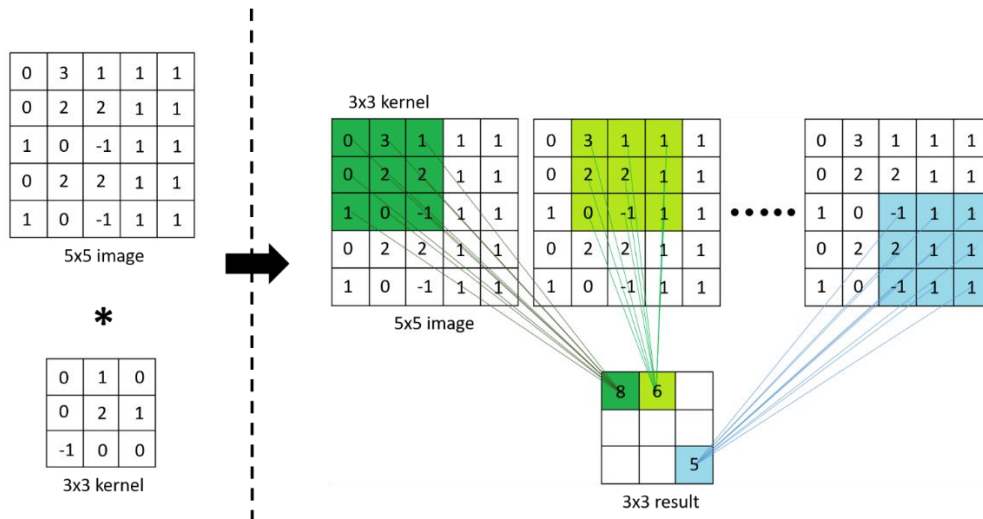 0 3 1 1 1
0 2 2 1 1
1 0 -1 1 1
0 2 2 1 1
1 0 -1 1 1
5x5 image
*
0 1 0
0 2 1
-1 0 0
3x3 kernel
3x3 kernel
0 3 1 1 1
0 2 2 1 1
1 0 -1 1 1
0 2 2 1 1
1 0 -1 1 1
5x5 image
0 3 1 1 1
0 2 2 1 1
1 0 -1 1 1
0 2 2 1 1
1 0 -1 1 1
0 3 1 1 1
0 2 2 1 1
1 0 -1 1 1
0 2 2 1 1
1 0 -1 1 1
8 6
5
3x3 result